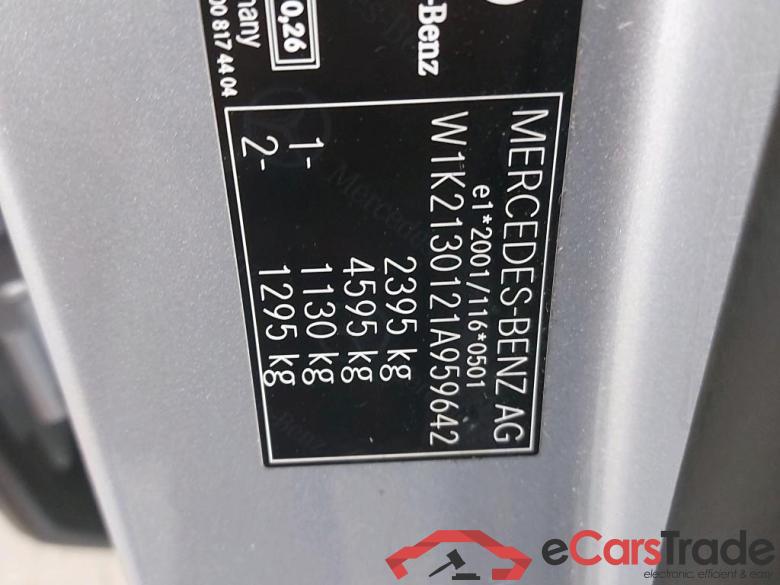 -Benz
0,26
many
00 817 44 04
MERCEDES-BENZ AG
e1*2001/116*0501
W1K2130121A959642
2395 kg
4595 kg
1- 1130 kg
2- 1295 kg
eCarsTrade
electronic, efficient & easy